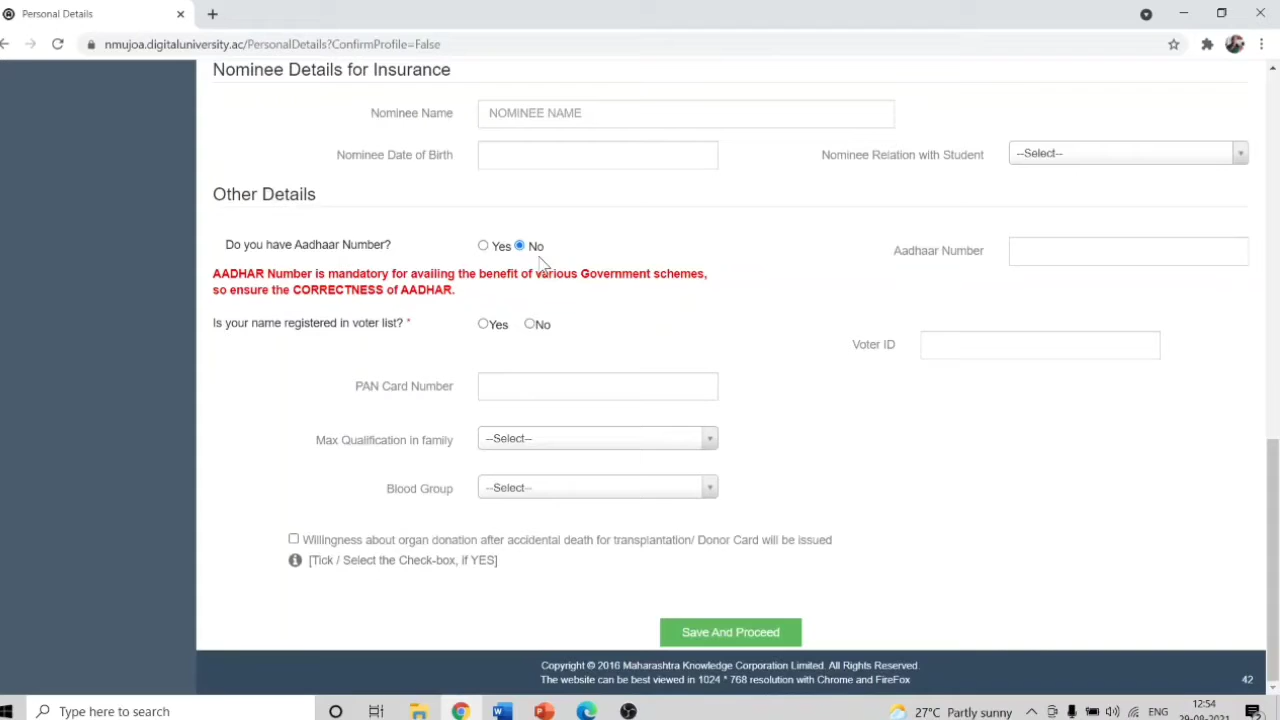 Personal Details
nmujoa.digitaluniversity.ac/PersonalDetails?ConfirmProfile=False
Nominee Details for Insurance
Nominee Name
NOMINEE NAME
Nominee Date of Birth
Nominee Relation with Student
--Select--
Other Details
Do you have Aadhaar Number?
Yes No
Aadhaar Number
AADHAR Number is mandatory for availing the benefit of various Government schemes,
so ensure the CORRECTNESS of AADHAR.
Is your name registered in voter list? *
Yes No
Voter ID
PAN Card Number
Max Qualification in family
--Select--
Blood Group
--Select--
Willingness about organ donation after accidental death for transplantation/ Donor Card will be issued
[Tick / Select the Check-box, if YES]
Save And Proceed
Copyright © 2016 Maharashtra Knowledge Corporation Limited. All Rights Reserved.
The website can be best viewed in 1024 * 768 resolution with Chrome and FireFox
42
Type here to search
27°C Partly sunny
ENG
12:54
29-08-2021